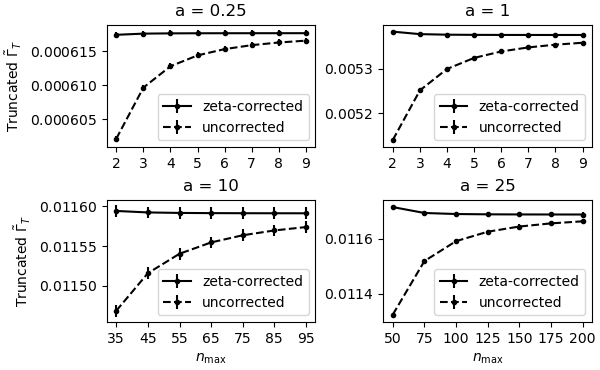 a = 0.25
a = 1
Truncated Γ̃_T
0.000615
0.000610
0.000605
zeta-corrected
uncorrected
2 3 4 5 6 7 8 9
0.0053
0.0052
zeta-corrected
uncorrected
2 3 4 5 6 7 8 9
a = 10
a = 25
Truncated Γ̃_T
0.01160
0.01155
0.01150
zeta-corrected
uncorrected
35 45 55 65 75 85 95
n_max
0.0116
0.0114
zeta-corrected
uncorrected
50 75 100 125 150 175 200
n_max